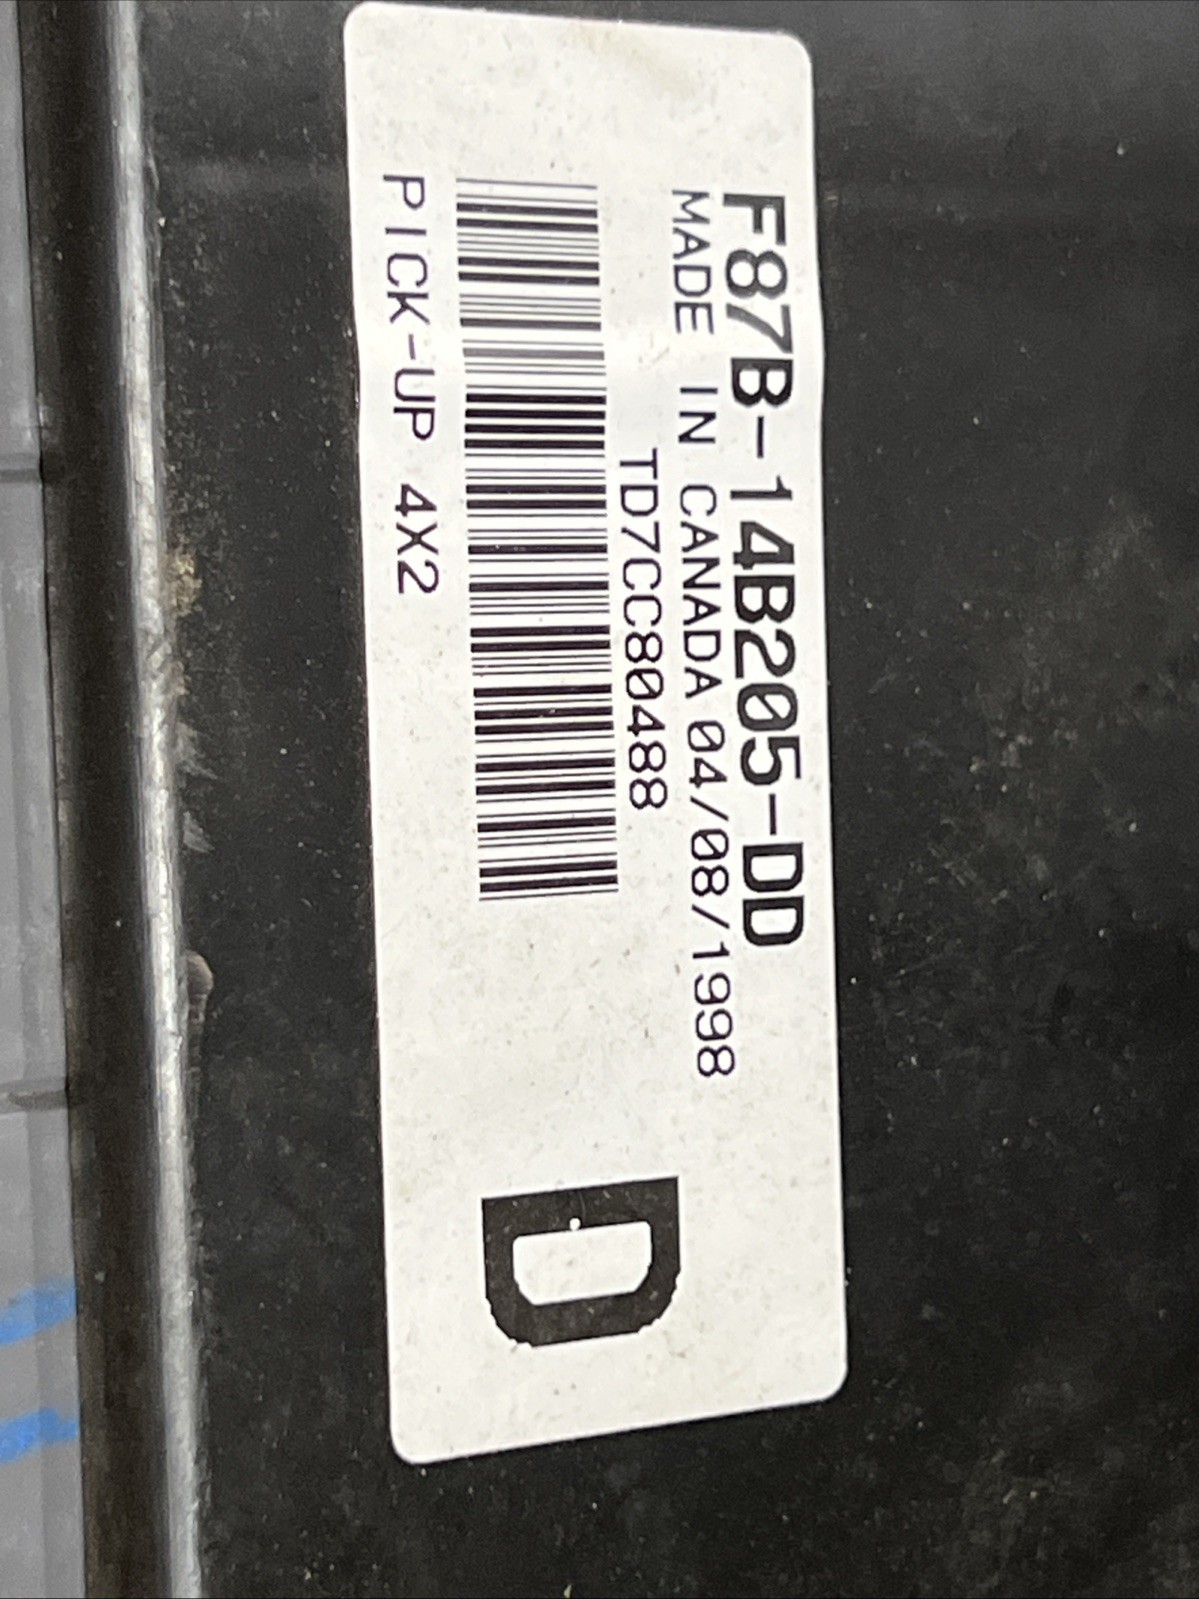 F87B-14B205-DD
MADE IN CANADA 04/08/1998
TD7CC80488
PICK-UP 4X2
D